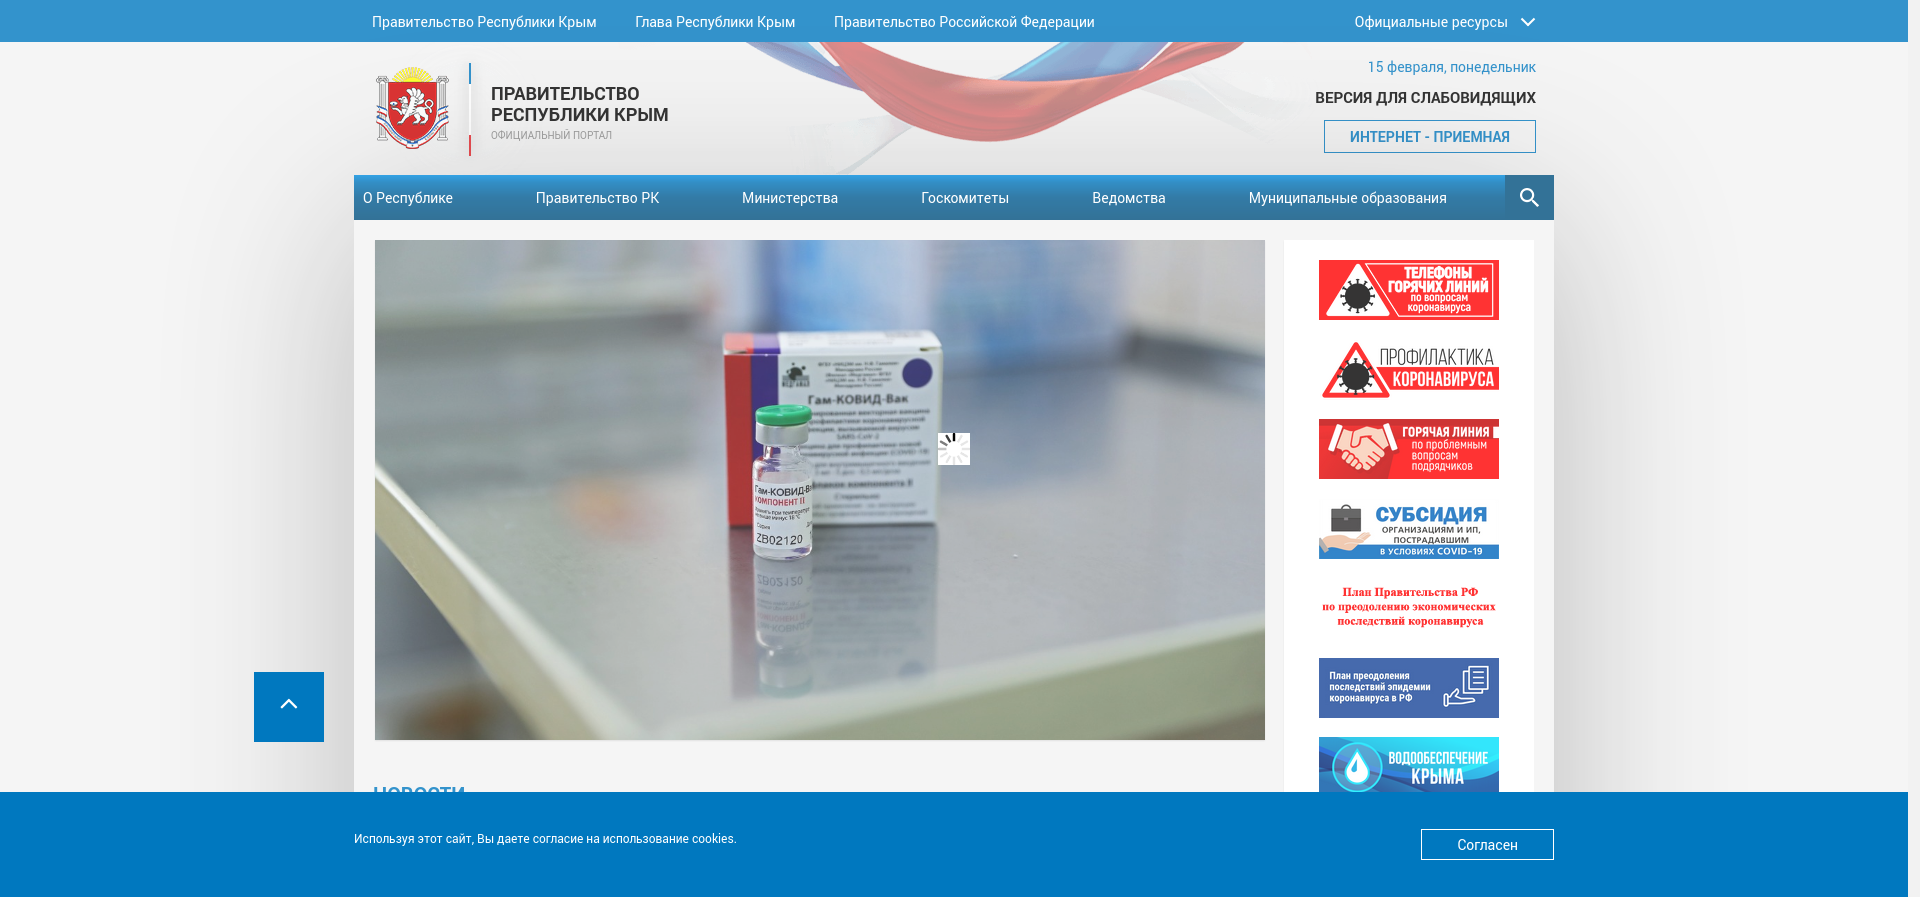 Правительство Республики Крым
Глава Республики Крым
Правительство Российской Федерации
Официальные ресурсы
15 февраля, понедельник
ПРАВИТЕЛЬСТВО
РЕСПУБЛИКИ КРЫМ
ОФИЦИАЛЬНЫЙ ПОРТАЛ
ВЕРСИЯ ДЛЯ СЛАБОВИДЯЩИХ
ИНТЕРНЕТ - ПРИЕМНАЯ
О Республике
Правительство РК
Министерства
Госкомитеты
Ведомства
Муниципальные образования
Гам-КОВИД-Вак
SARS-CoV-2
Гам-КОВИД-В
КОМПОНЕНТ II
ZB02120
ТЕЛЕФОНЫ
ГОРЯЧИХ ЛИНИЙ
по вопросам
коронавируса
ПРОФИЛАКТИКА
КОРОНАВИРУСА
ГОРЯЧАЯ ЛИНИЯ
по проблемным
вопросам
подрядчиков
СУБСИДИЯ
ОРГАНИЗАЦИЯМ И ИП,
ПОСТРАДАВШИМ
В УСЛОВИЯХ COVID-19
План Правительства РФ
по преодолению экономических
последствий коронавируса
План преодоления
последствий эпидемии
коронавируса в РФ
ВОДООБЕСПЕЧЕНИЕ
КРЫМА
НОВОСТИ
Используя этот сайт, Вы даете согласие на использование cookies.
Согласен